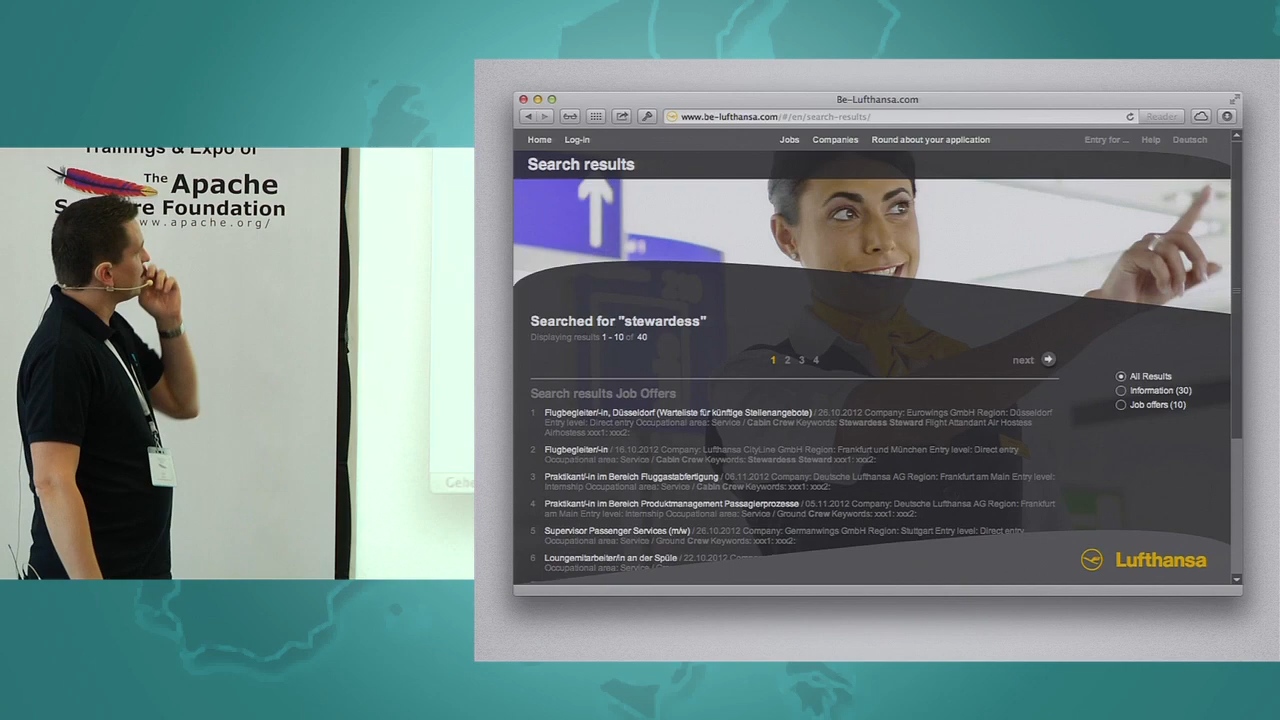 Trainings & Expo of
The Apache
S re Foundation
www.apache.org/
Be-Lufthansa.com
www.be-lufthansa.com/#/en/search-results/
Reader
Home Log-in Jobs Companies Round about your application Entry for ... Help Deutsch
Search results
Searched for "stewardess"
Displaying results 1 - 10 of 40
1 2 3 4 next
All Results
Information (30)
Job offers (10)
Search results Job Offers
1 Flugbegleiter/-in, Düsseldorf (Warteliste für künftige Stellenangebote) / 26.10.2012 Company: Eurowings GmbH Region: Düsseldorf
Entry level: Direct entry Occupational area: Service / Cabin Crew Keywords: Stewardess Steward Flight Attandant Air Hostess
Airhostess xxx1: xxx2:
2 Flugbegleiter/-in / 16.10.2012 Company: Lufthansa CityLine GmbH Region: Frankfurt und München Entry level: Direct entry
Occupational area: Service / Cabin Crew Keywords: Stewardess Steward xxx1: xxx2:
3 Praktikant/-in im Bereich Fluggastabfertigung / 06.11.2012 Company: Deutsche Lufthansa AG Region: Frankfurt am Main Entry level:
Internship Occupational area: Service / Cabin Crew Keywords: xxx1: xxx2:
4 Praktikant/-in im Bereich Produktmanagement Passagierprozesse / 05.11.2012 Company: Deutsche Lufthansa AG Region: Frankfurt
am Main Entry level: Internship Occupational area: Service / Ground Crew Keywords: xxx1: xxx2:
5 Supervisor Passenger Services (m/w) / 26.10.2012 Company: Germanwings GmbH Region: Stuttgart Entry level: Direct entry
Occupational area: Service / Ground Crew Keywords: xxx1: xxx2:
6 Loungemitarbeiter/in an der Spüle / 22.10.2012 Com
Occupational area: Service / Gro
Lufthansa